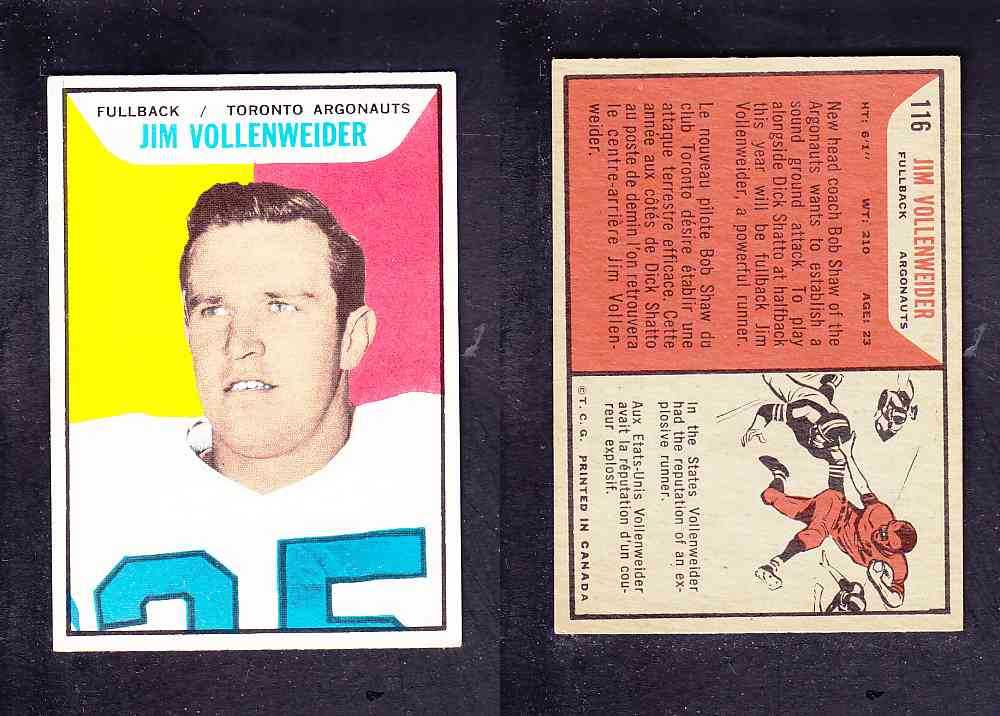 FULLBACK / TORONTO ARGONAUTS
JIM VOLLENWEIDER
116 JIM VOLLENWEIDER
FULLBACK ARGONAUTS
HT: 6'1" WT: 210 AGE: 23
New head coach Bob Shaw of the
Argonauts wants to establish a
sound ground attack. To play
alongside Dick Shatto at halfback
this year will be fullback Jim
Vollenweider, a powerful runner.
Le nouveau pilote Bob Shaw du
club Toronto désire établir une
attaque terrestre efficace. Cette
année aux côtés de Dick Shatto
au poste de demin l'on retrouvera
le centre-arrière Jim Vollen-
weider.
In the States Vollenweider
had the reputation of an ex-
plosive runner.
Aux Etats-Unis Vollenweider
avait la réputation d'un cou-
reur explosif.
©T.C.G. PRINTED IN CANADA